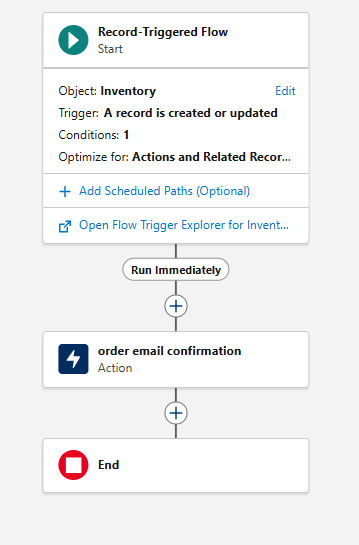 Record-Triggered Flow
Start
Object: Inventory Edit
Trigger: A record is created or updated
Conditions: 1
Optimize for: Actions and Related Recor...
Add Scheduled Paths (Optional)
Open Flow Trigger Explorer for Invent...
Run Immediately
order email confirmation
Action
End